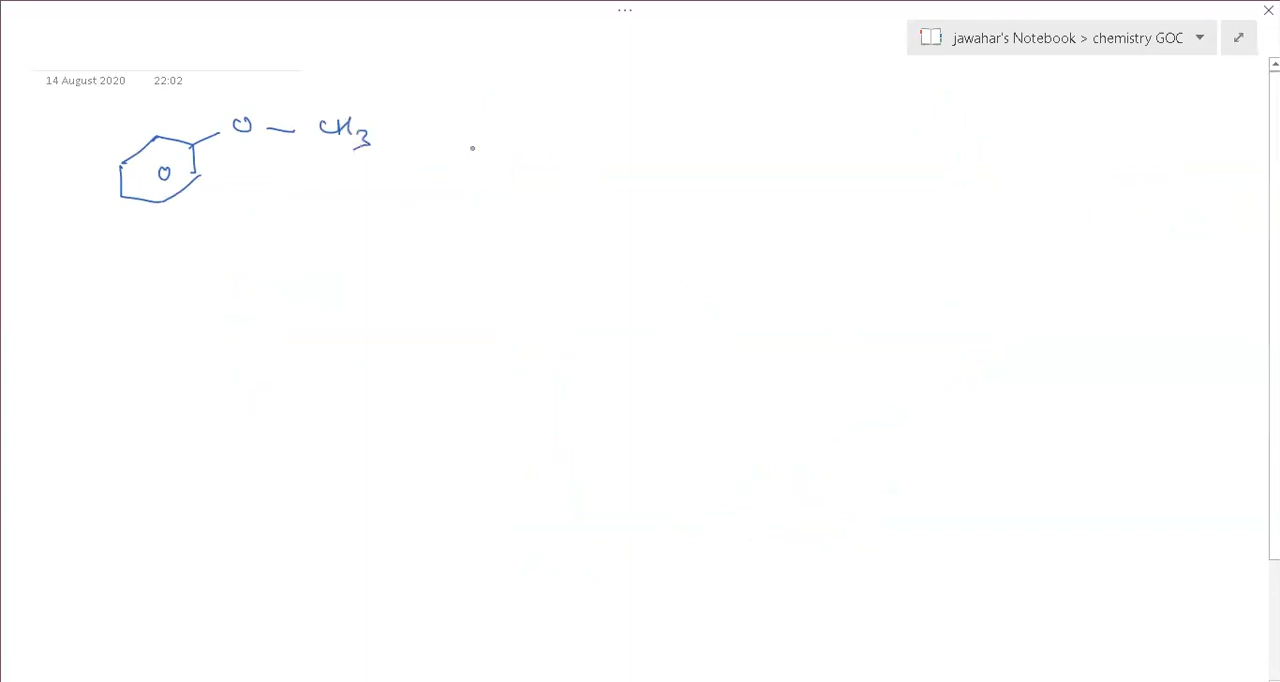 jawahar's Notebook > chemistry GOC
14 August 2020 22:02
O — CH3
O